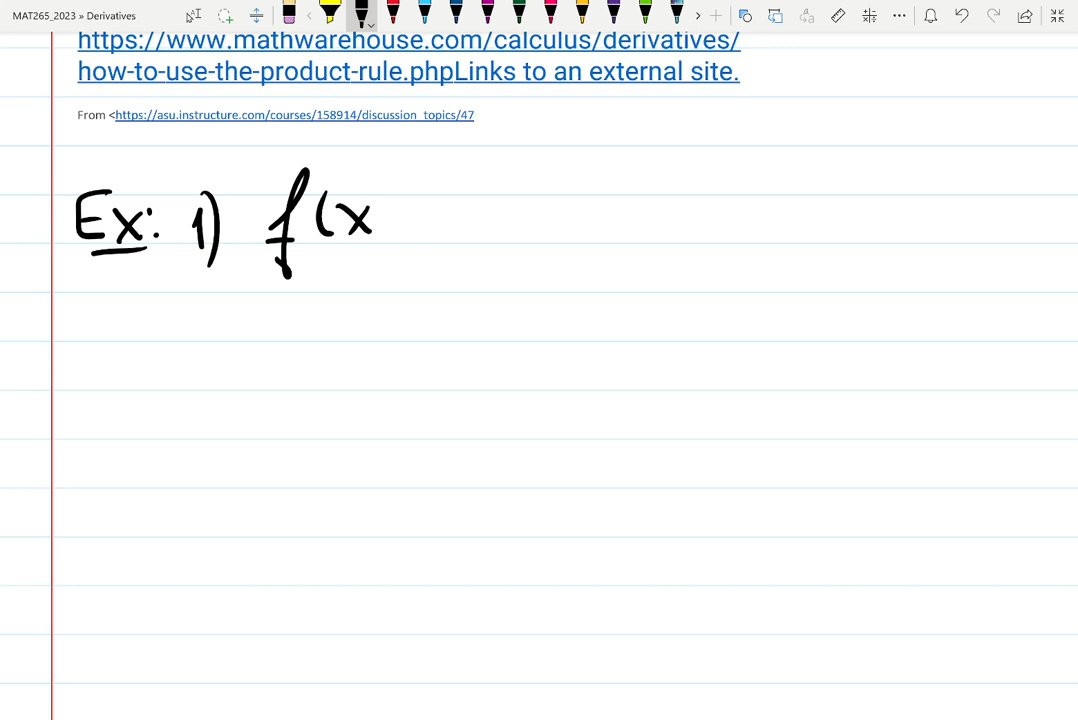 MAT265_2023 » Derivatives
https://www.mathwarehouse.com/calculus/derivatives/
how-to-use-the-product-rule.phpLinks to an external site.
From <https://asu.instructure.com/courses/158914/discussion_topics/47
Ex: 1) f(x